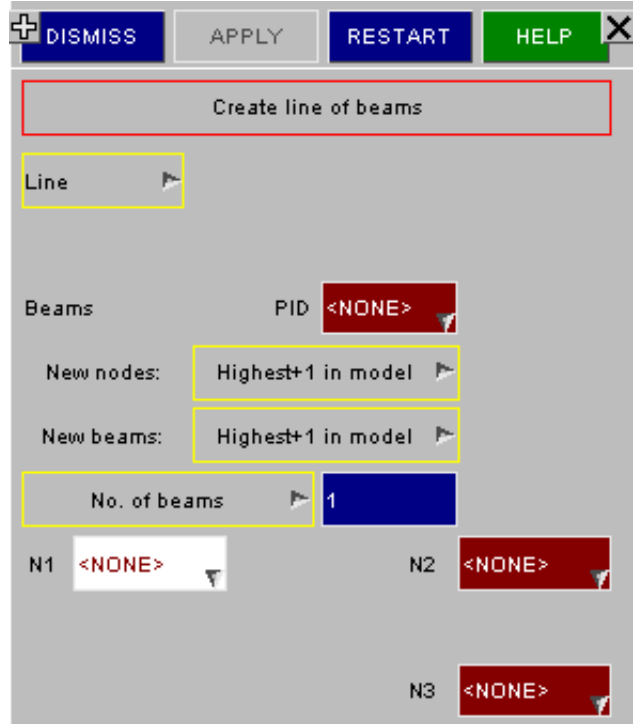 DISMISS APPLY RESTART HELP
Create line of beams
Line
Beams PID <NONE>
New nodes: Highest+1 in model
New beams: Highest+1 in model
No. of beams 1
N1 <NONE> N2 <NONE>
N3 <NONE>